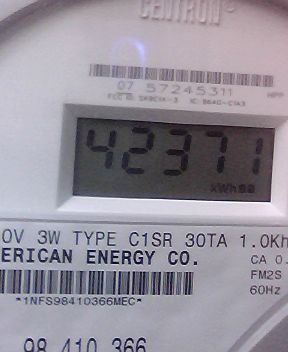 CENTRON®
07 57245311
HPP
42371
kWh
0V 3W TYPE C1SR 30TA 1.0Kh
ERICAN ENERGY CO.
CA 0.
*1NFS98410366MEC*
FM2S
60Hz
98 410 366